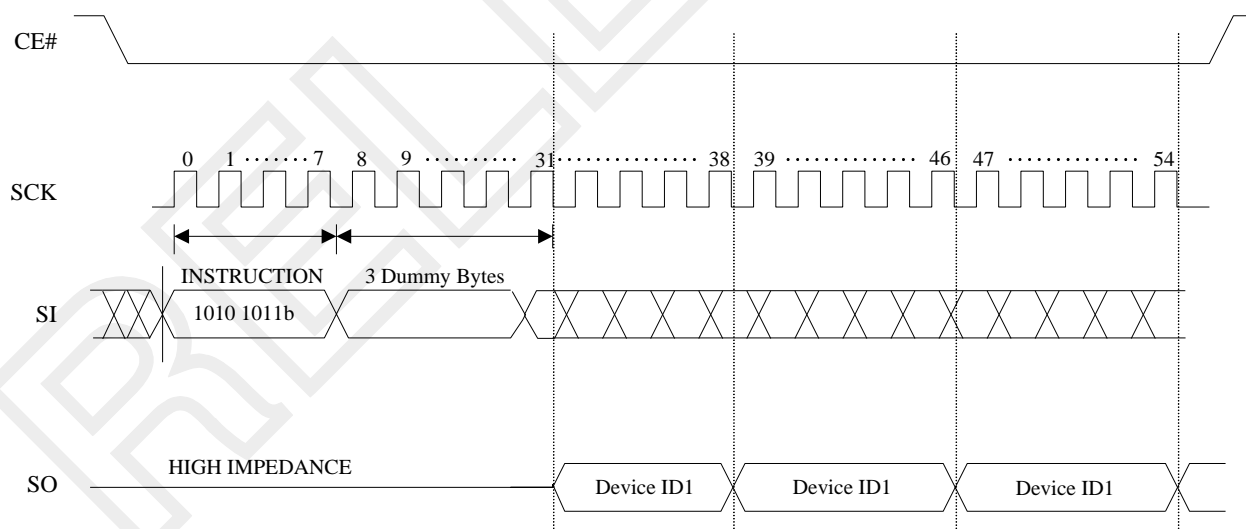 CE#
0 1 ······· 7 8 9 ·········· 31 ············· 38 39 ············· 46 47 ············· 54
SCK
INSTRUCTION 3 Dummy Bytes
SI 1010 1011b
HIGH IMPEDANCE
SO Device ID1 Device ID1 Device ID1